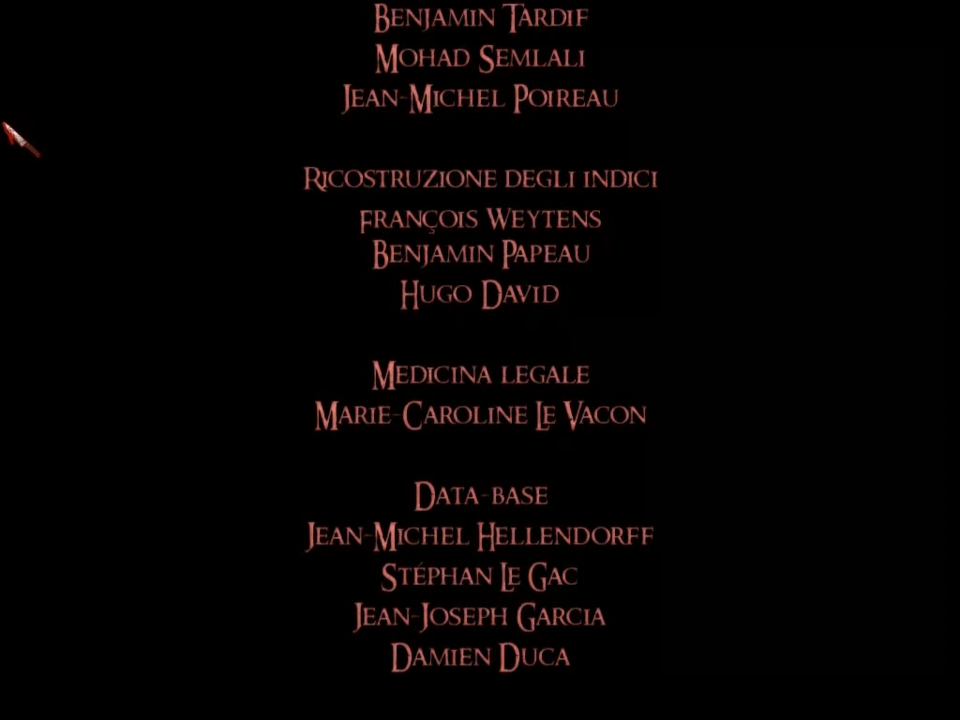 Benjamin Tardif
Mohad Semlali
Jean-Michel Poireau
Ricostruzione degli indici
François Weytens
Benjamin Papeau
Hugo David
Medicina legale
Marie-Caroline Le Vacon
Data-base
Jean-Michel Hellendorff
Stéphan Le Gac
Jean-Joseph Garcia
Damien Duca